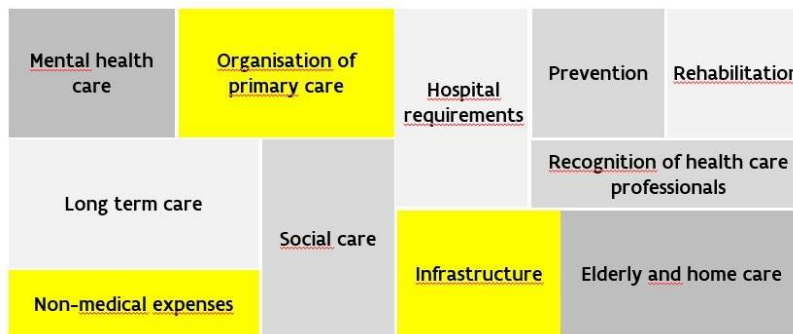 Mental health
care
Organisation of
primary care
Hospital
requirements
Prevention
Rehabilitation
Recognition of health care
professionals
Long term care
Social care
Non-medical expenses
Infrastructure
Elderly and home care